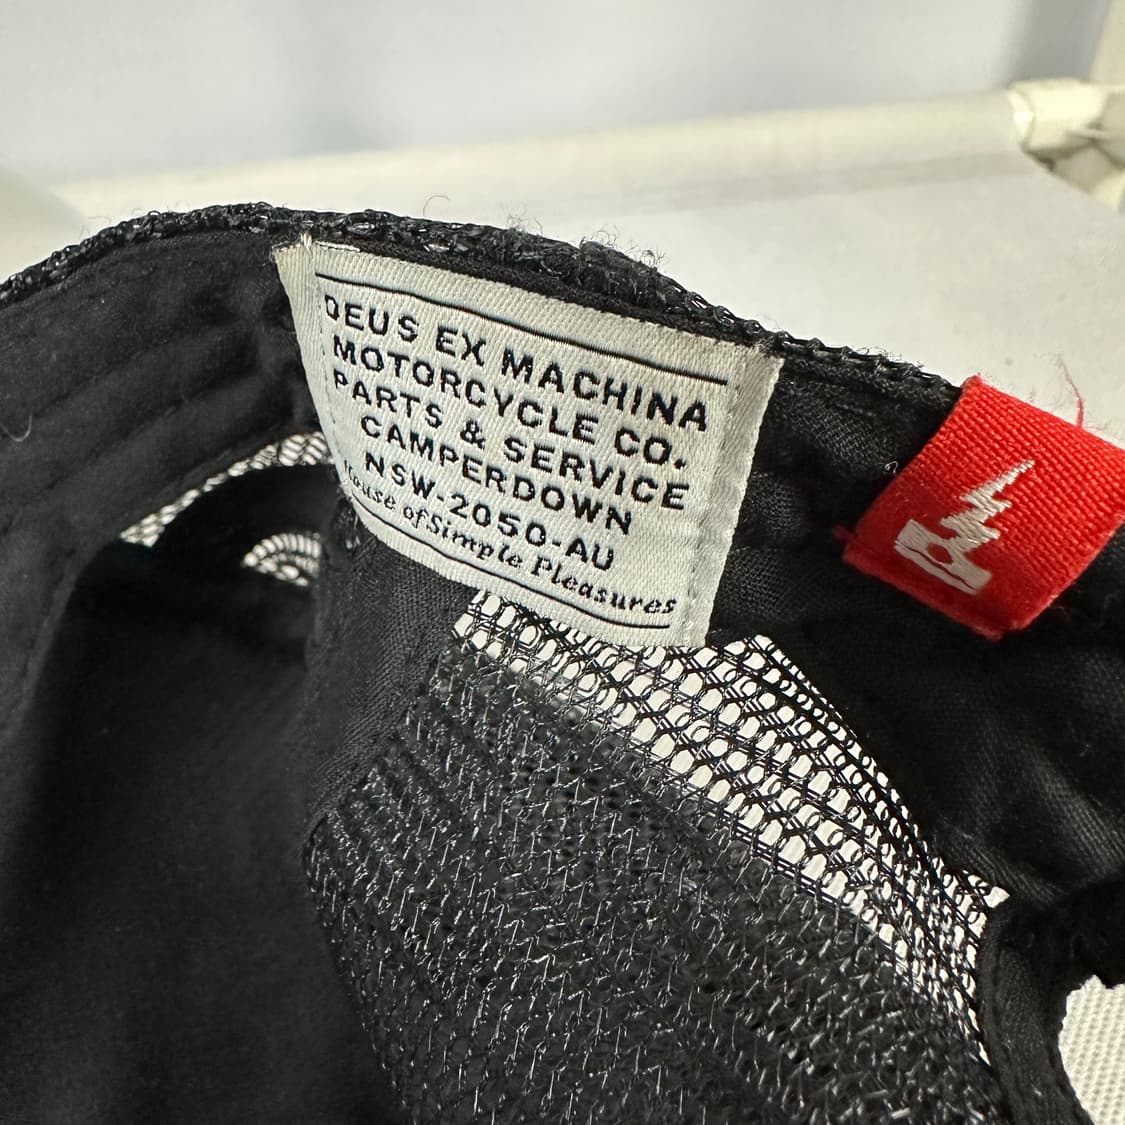 DEUS EX MACHINA
MOTORCYCLE CO.
PARTS & SERVICE
CAMPERDOWN
NSW-2050-AU
House of Simple Pleasures